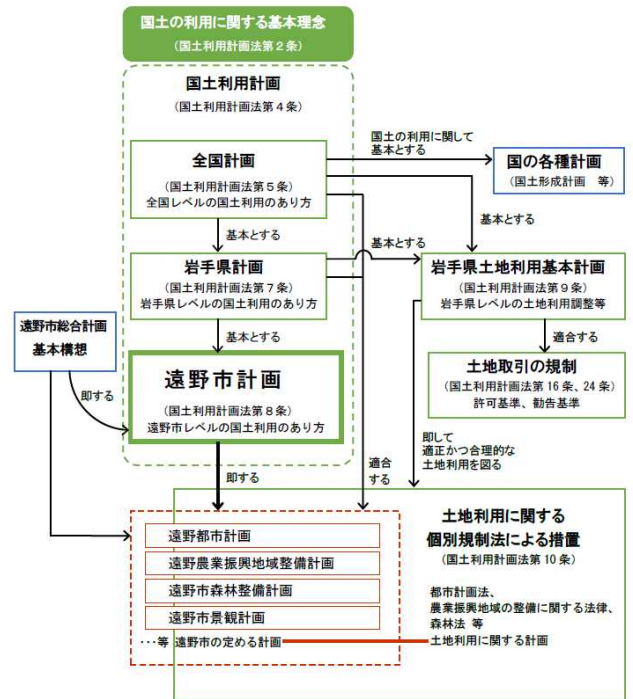 国土の利用に関する基本理念
（国土利用計画法第２条）
国土利用計画
（国土利用計画法第４条）
国土の利用に関して
基本とする
全国計画
（国土利用計画法第５条）
全国レベルの国土利用のあり方
国の各種計画
（国土形成計画　等）
基本とする
基本とする
基本とする
岩手県計画
（国土利用計画法第７条）
岩手県レベルの国土利用のあり方
岩手県土地利用基本計画
（国土利用計画法第９条）
岩手県レベルの土地利用調整等
遠野市総合計画
基本構想
基本とする
適合する
土地取引の規制
（国土利用計画法第 16 条、24 条）
許可基準、勧告基準
即する
遠野市計画
（国土利用計画法第８条）
遠野市レベルの国土利用のあり方
即して
適正かつ合理的な
土地利用を図る
即する
適合
する
土地利用に関する
個別規制法による措置
（国土利用計画法第 10 条）
遠野都市計画
遠野農業振興地域整備計画
遠野市森林整備計画
遠野市景観計画
･･･等 遠野市の定める計画
都市計画法、
農業振興地域の整備に関する法律、
森林法 等
土地利用に関する計画